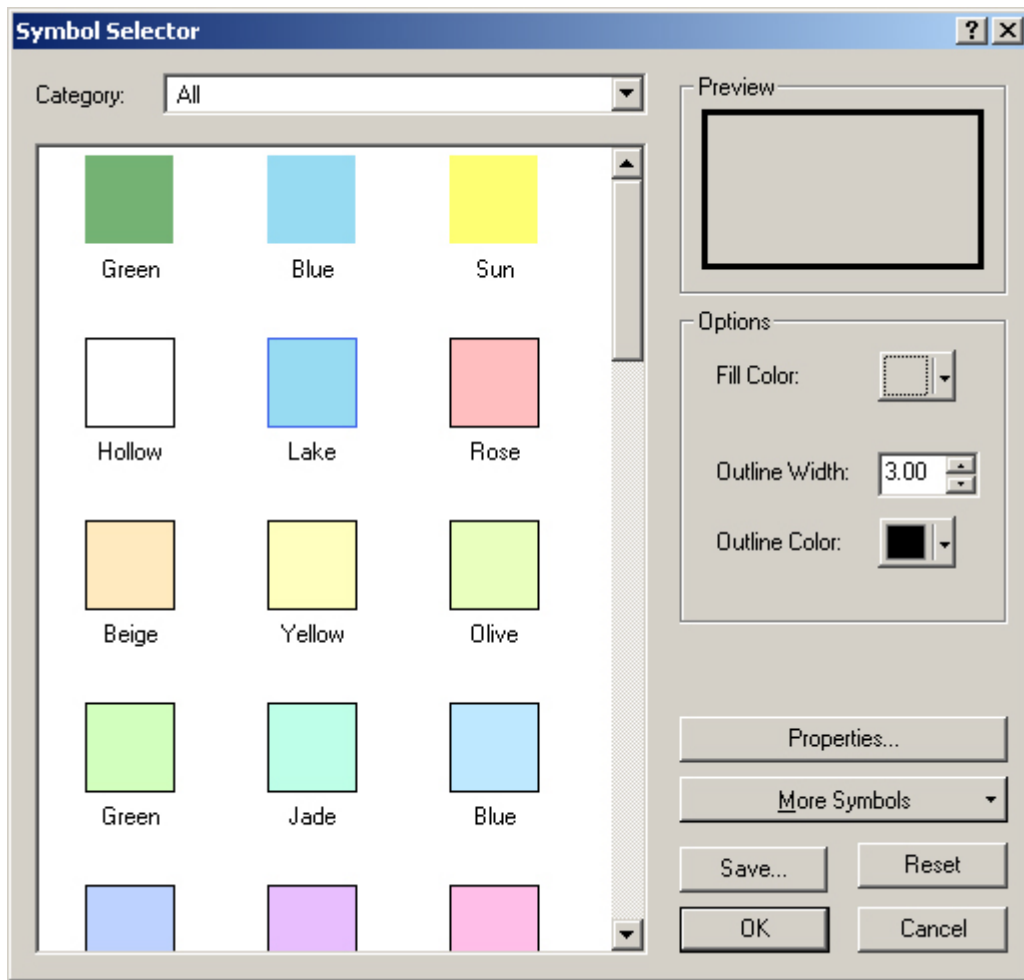 Symbol Selector
Category: All
Green Blue Sun
Hollow Lake Rose
Beige Yellow Olive
Green Jade Blue
Preview
Options
Fill Color:
Outline Width: 3.00
Outline Color:
Properties...
More Symbols
Save... Reset
OK Cancel